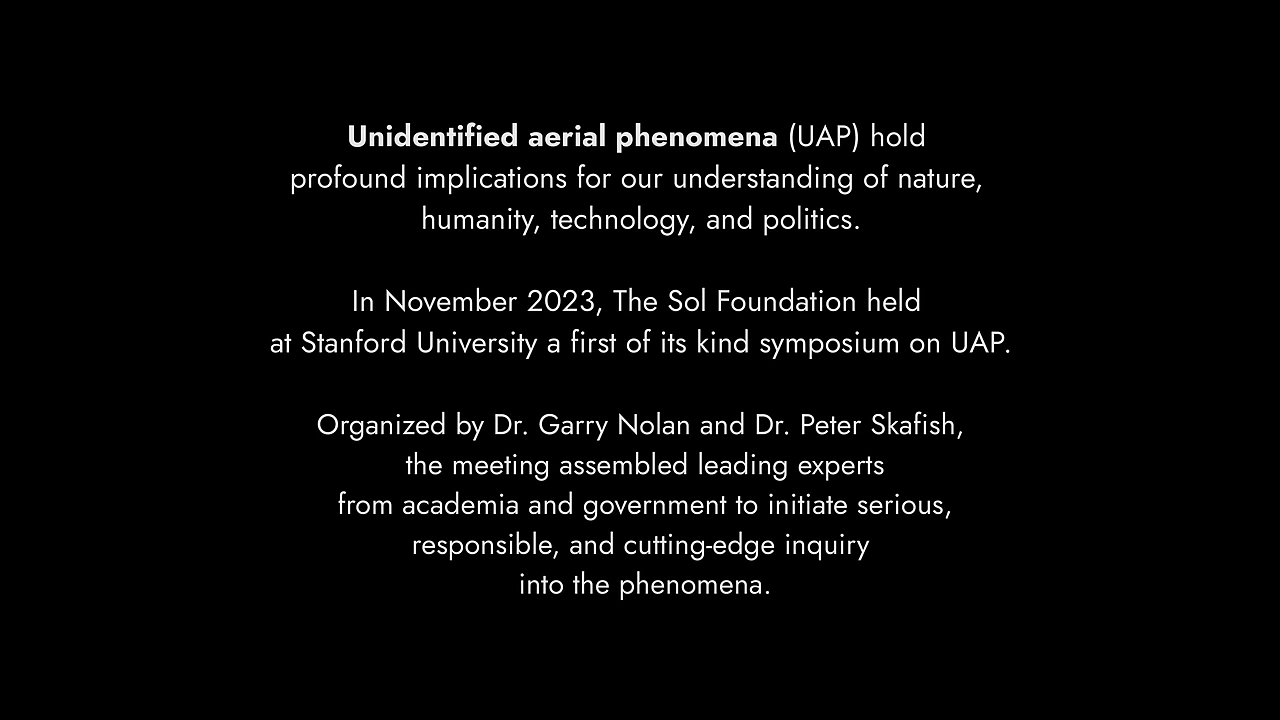 Unidentified aerial phenomena (UAP) hold
profound implications for our understanding of nature,
humanity, technology, and politics.
In November 2023, The Sol Foundation held
at Stanford University a first of its kind symposium on UAP.
Organized by Dr. Garry Nolan and Dr. Peter Skafish,
the meeting assembled leading experts
from academia and government to initiate serious,
responsible, and cutting-edge inquiry
into the phenomena.